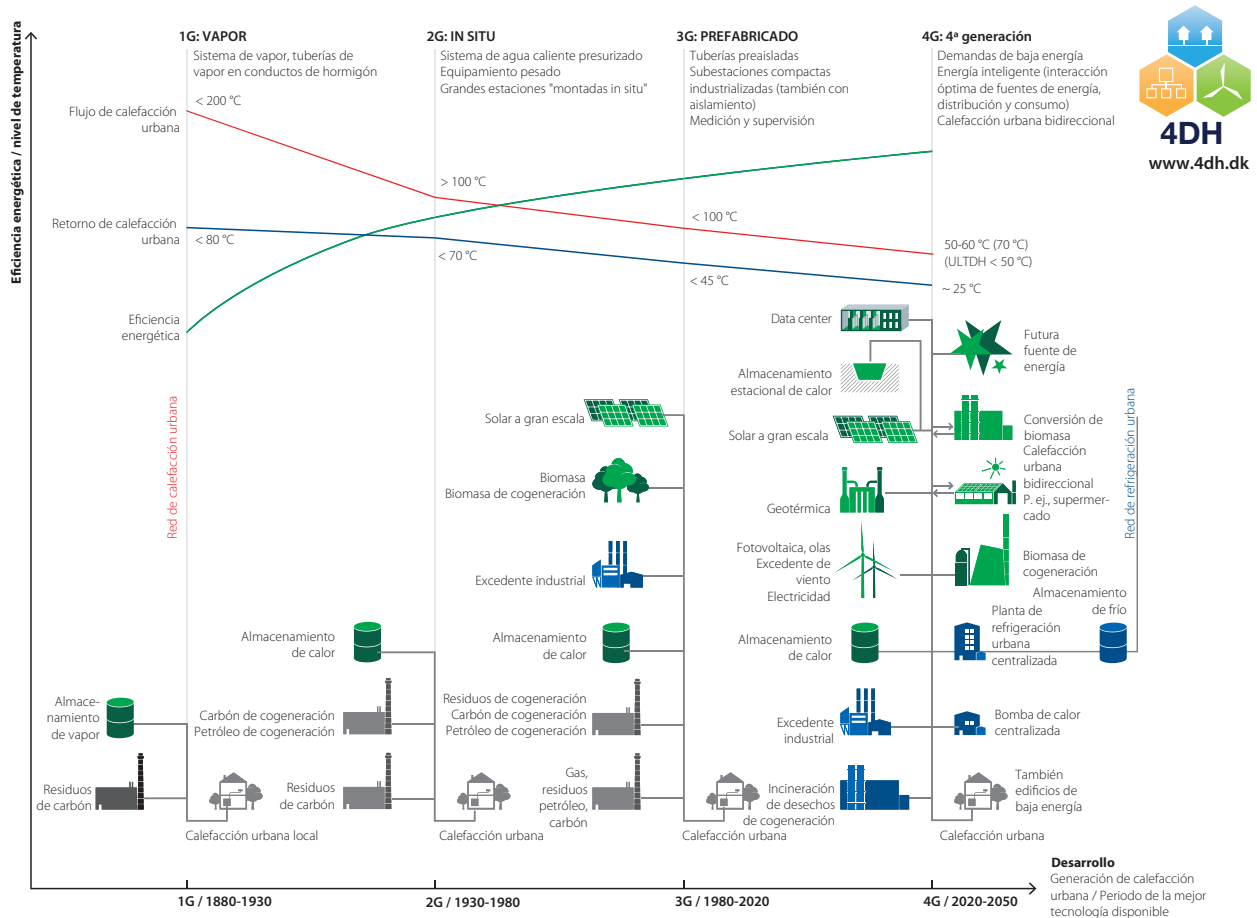 Eficiencia energética / nivel de temperatura
1G: VAPOR
Sistema de vapor, tuberías de
vapor en conductos de hormigón
2G: IN SITU
Sistema de agua caliente presurizado
Equipamiento pesado
Grandes estaciones "montadas in situ"
3G: PREFABRICADO
Tuberías preaisladas
Subestaciones compactas
industrializadas (también con
aislamiento)
Medición y supervisión
4G: 4ª generación
Demandas de baja energía
Energía inteligente (interacción
óptima de fuentes de energía,
distribución y consumo)
Calefacción urbana bidireccional
4DH
www.4dh.dk
Flujo de calefacción
urbana
< 200 °C
> 100 °C
< 100 °C
50-60 °C (70 °C)
(ULTDH < 50 °C)
Retorno de calefacción
urbana
< 80 °C
< 70 °C
< 45 °C
~ 25 °C
Eficiencia
energética
Red de calefacción urbana
Red de refrigeración urbana
Almace-
namiento
de vapor
Residuos
de carbón
Calefacción urbana local
Almacenamiento
de calor
Carbón de cogeneración
Petróleo de cogeneración
Residuos
de carbón
Calefacción urbana
Solar a gran escala
Biomasa
Biomasa de cogeneración
Excedente industrial
Almacenamiento
de calor
Residuos de cogeneración
Carbón de cogeneración
Petróleo de cogeneración
Gas,
residuos
petróleo,
carbón
Calefacción urbana
Data center
Almacenamiento
estacional de calor
Solar a gran escala
Geotérmica
Fotovoltaica, olas
Excedente de
viento
Electricidad
Almacenamiento
de calor
Excedente
industrial
Incineración
de desechos
de cogeneración
Futura
fuente de
energía
Conversión de
biomasa
Calefacción
urbana
bidireccional
P. ej., supermer-
cado
Biomasa de
cogeneración
Almacenamiento
de frío
Planta de
refrigeración
urbana
centralizada
Bomba de calor
centralizada
También
edificios de
baja energía
Calefacción urbana
Desarrollo
Generación de calefacción
urbana / Periodo de la mejor
tecnología disponible
1G / 1880-1930
2G / 1930-1980
3G / 1980-2020
4G / 2020-2050